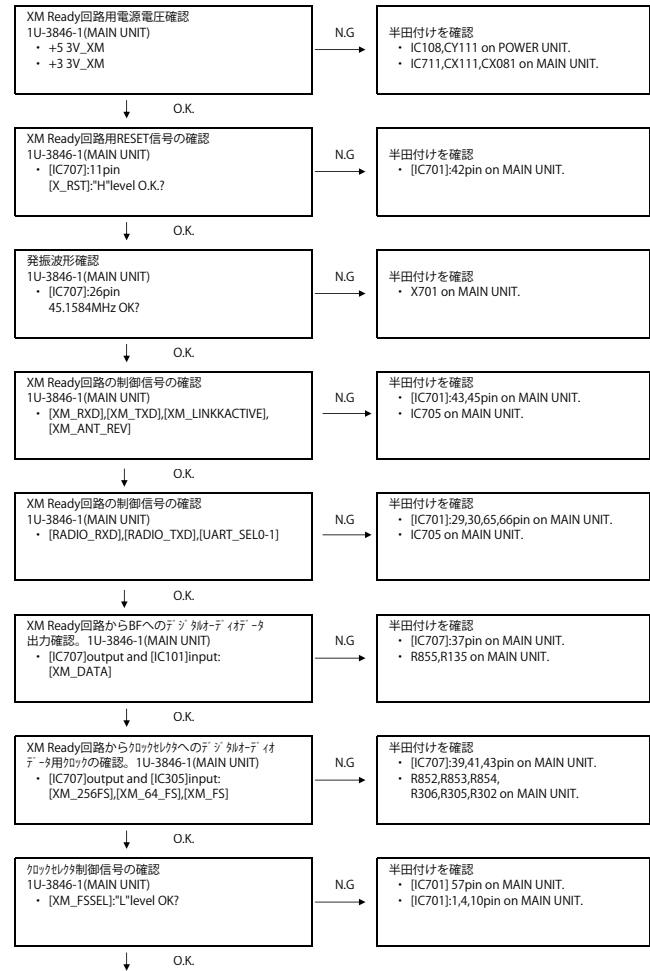 XM Ready回路用電源電圧確認
1U-3846-1(MAIN UNIT)
・ +5 3V_XM
・ +3 3V_XM
N.G
半田付けを確認
・ IC108,CY111 on POWER UNIT.
・ IC711,CX111,CX081 on MAIN UNIT.
O.K.
XM Ready回路用RESET信号の確認
1U-3846-1(MAIN UNIT)
・ [IC707]:11pin
[X_RST]:"H"level O.K.?
N.G
半田付けを確認
・ [IC701]:42pin on MAIN UNIT.
O.K.
発振波形確認
1U-3846-1(MAIN UNIT)
・ [IC707]:26pin
45.1584MHz OK?
N.G
半田付けを確認
・ X701 on MAIN UNIT.
O.K.
XM Ready回路の制御信号の確認
1U-3846-1(MAIN UNIT)
・ [XM_RXD],[XM_TXD],[XM_LINKKACTIVE],
[XM_ANT_REV]
N.G
半田付けを確認
・ [IC701]:43,45pin on MAIN UNIT.
・ IC705 on MAIN UNIT.
O.K.
XM Ready回路の制御信号の確認
1U-3846-1(MAIN UNIT)
・ [RADIO_RXD],[RADIO_TXD],[UART_SEL0-1]
N.G
半田付けを確認
・ [IC701]:29,30,65,66pin on MAIN UNIT.
・ IC705 on MAIN UNIT.
O.K.
XM Ready回路からBFへのﾃﾞｼﾞﾀﾙｵｰﾃﾞｨｵﾃﾞｰﾀ
出力確認。1U-3846-1(MAIN UNIT)
・ [IC707]output and [IC101]input:
[XM_DATA]
N.G
半田付けを確認
・ [IC707]:37pin on MAIN UNIT.
・ R855,R135 on MAIN UNIT.
O.K.
XM Ready回路からｸﾛｯｸｾﾚｸﾀへのﾃﾞｼﾞﾀﾙｵｰﾃﾞｨｵ
ﾃﾞｰﾀ用ｸﾛｯｸの確認。1U-3846-1(MAIN UNIT)
・ [IC707]output and [IC305]input:
[XM_256FS],[XM_64_FS],[XM_FS]
N.G
半田付けを確認
・ [IC707]:39,41,43pin on MAIN UNIT.
・ R852,R853,R854,
R306,R305,R302 on MAIN UNIT.
O.K.
ｸﾛｯｸｾﾚｸﾀ制御信号の確認
1U-3846-1(MAIN UNIT)
・ [XM_FSSEL]:"L"level OK?
N.G
半田付けを確認
・ [IC701] 57pin on MAIN UNIT.
・ [IC701]:1,4,10pin on MAIN UNIT.
O.K.